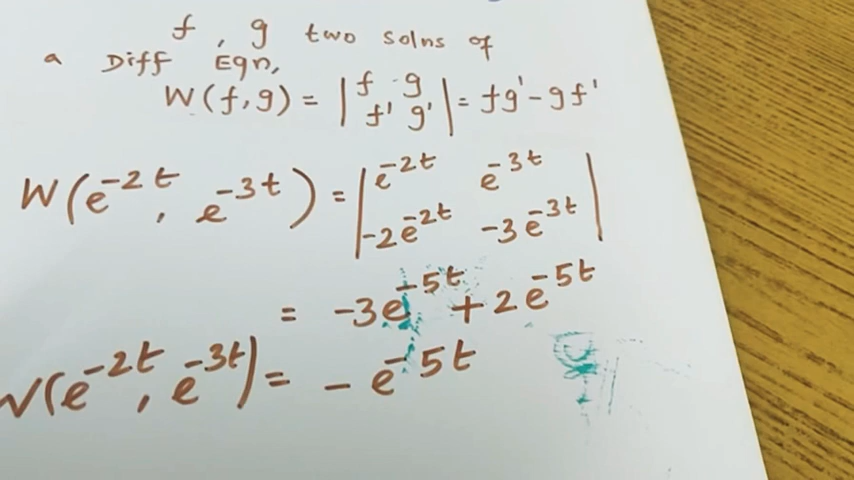 f , g two solns of
a Diff Eqn,
W(f,g) = |f g f' g'| = fg' - gf'
W(e^-2t, e^-3t) = |e^-2t e^-3t
-2e^-2t -3e^-3t|
= -3e^-5t + 2e^-5t
W(e^-2t, e^-3t) = - e^-5t